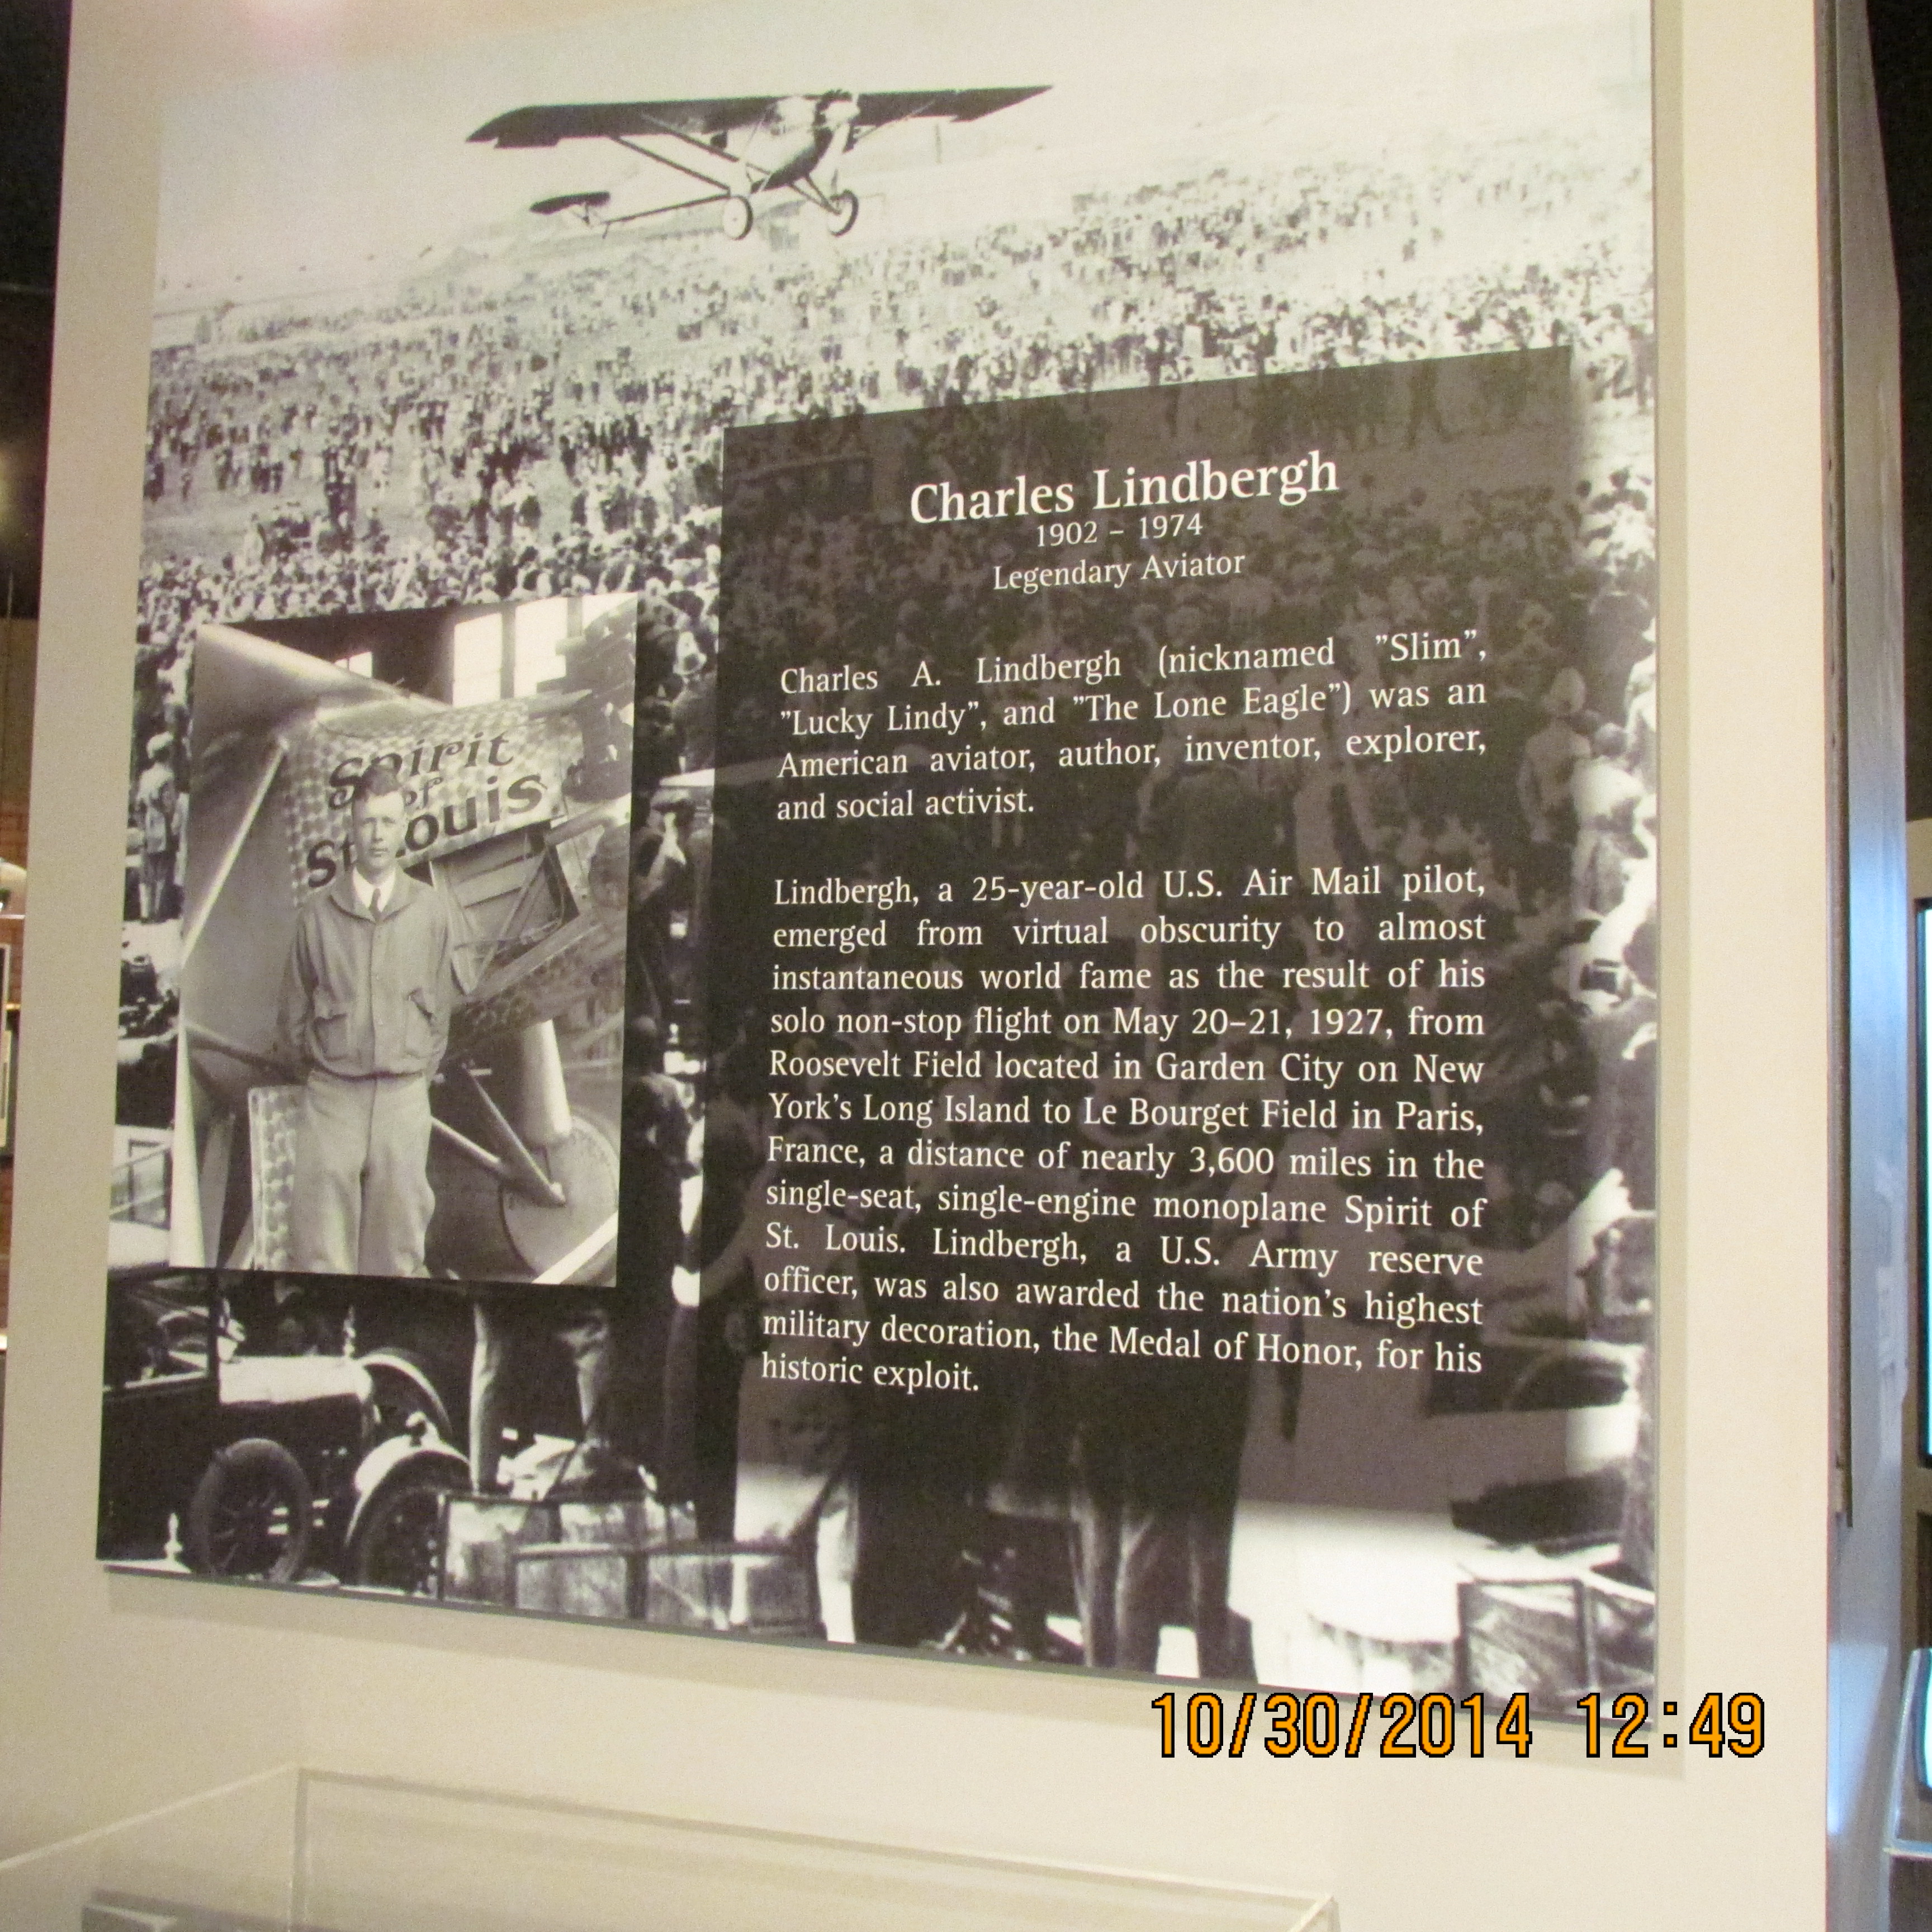 Charles Lindbergh
1902 – 1974
Legendary Aviator
Charles A. Lindbergh (nicknamed ”Slim”,
”Lucky Lindy”, and ”The Lone Eagle”) was an
American aviator, author, inventor, explorer,
and social activist.
Lindbergh, a 25-year-old U.S. Air Mail pilot,
emerged from virtual obscurity to almost
instantaneous world fame as the result of his
solo non-stop flight on May 20–21, 1927, from
Roosevelt Field located in Garden City on New
York's Long Island to Le Bourget Field in Paris,
France, a distance of nearly 3,600 miles in the
single-seat, single-engine monoplane Spirit of
St. Louis. Lindbergh, a U.S. Army reserve
officer, was also awarded the nation's highest
military decoration, the Medal of Honor, for his
historic exploit.
Spirit
of
St Louis
10/30/2014 12:49